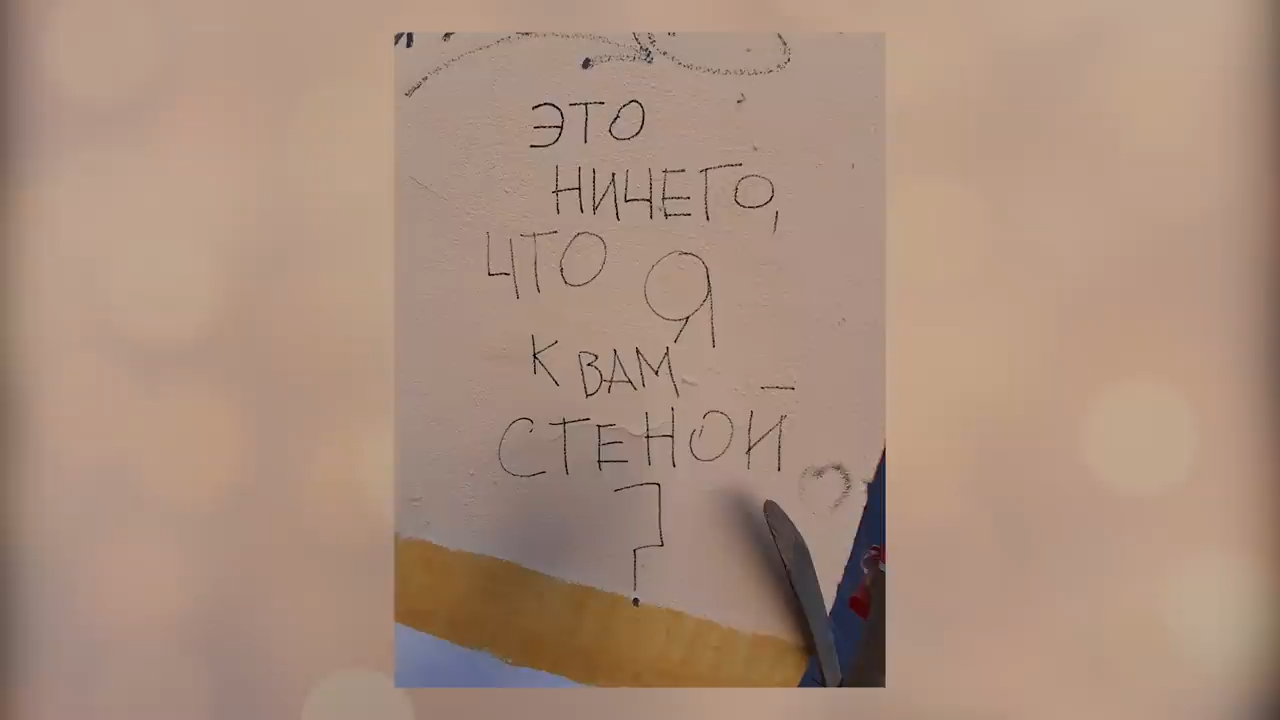 ЭТО
НИЧЕГО,
ЧТО Я
К ВАМ
СТЕНОЙ
?